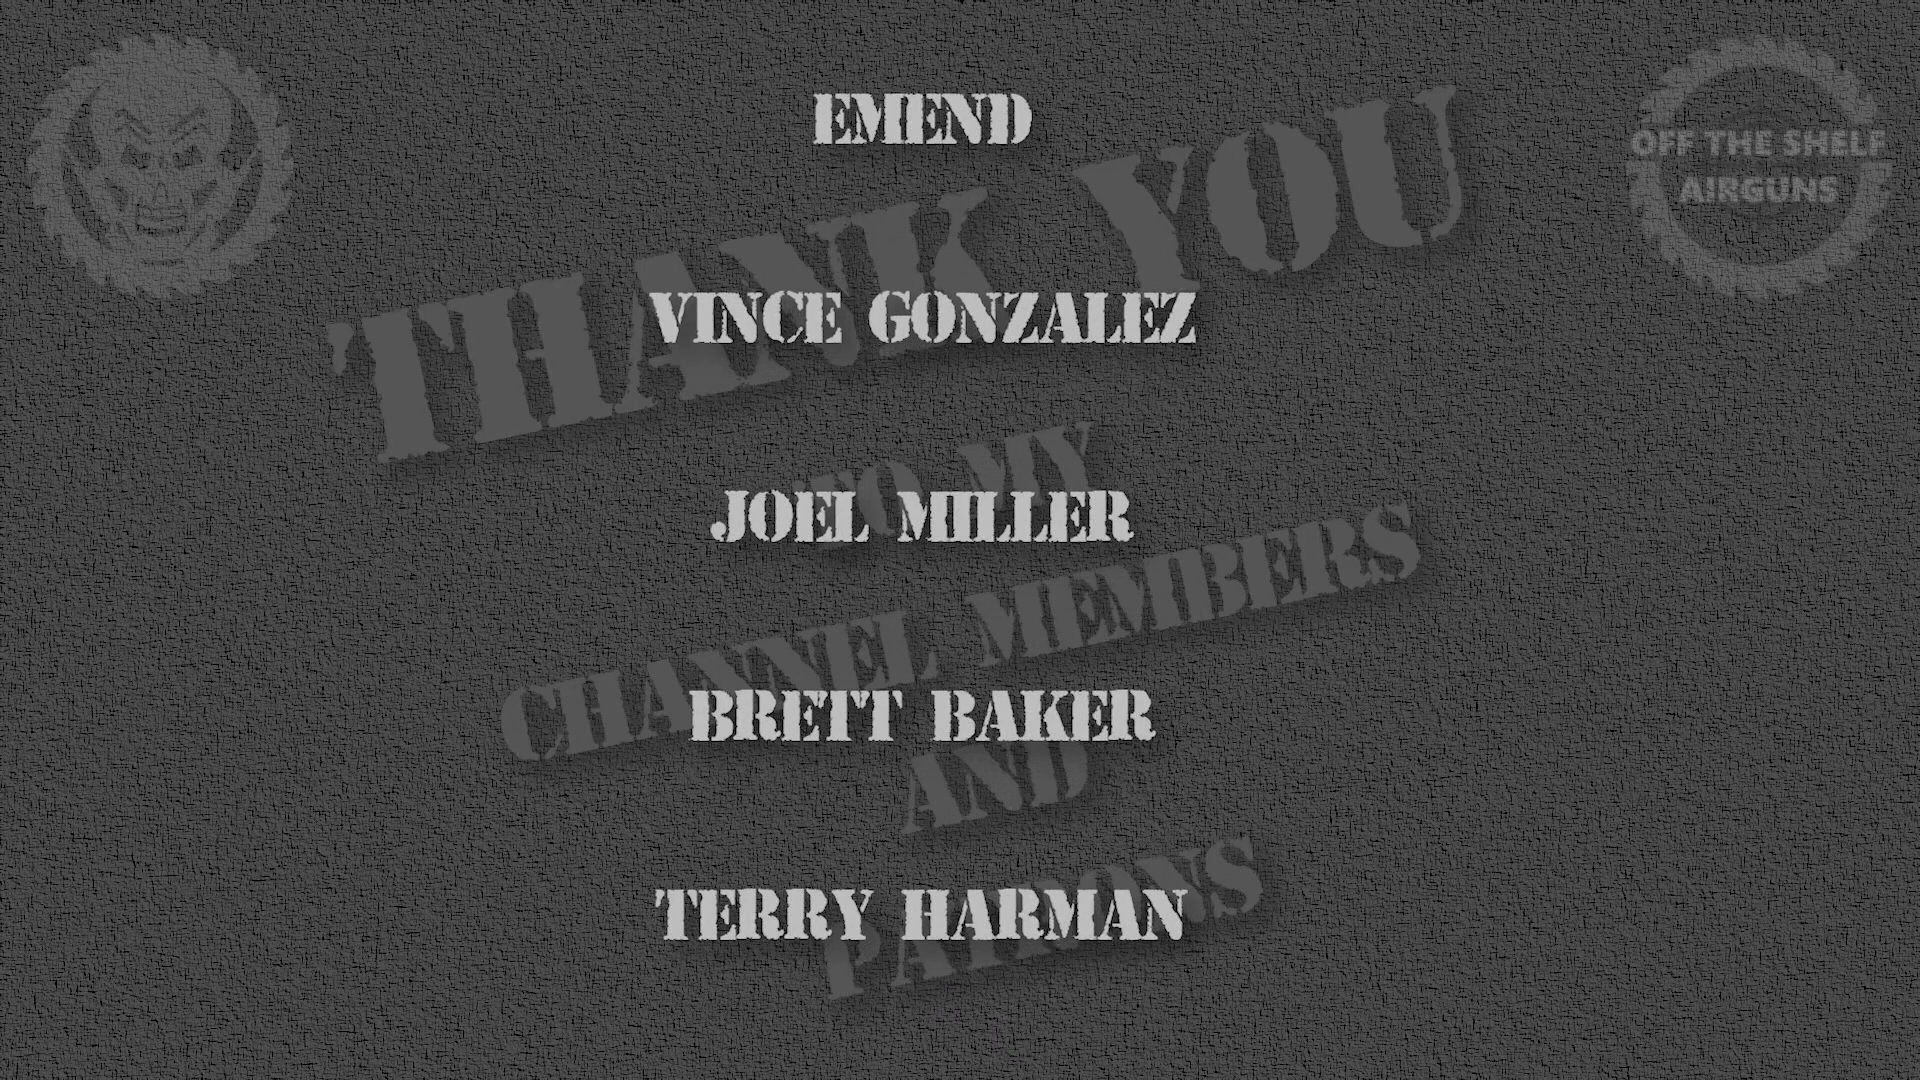 EMEND
OFF THE SHELF
AIRGUNS
THANK YOU
VINCE GONZALEZ
TO MY
JOEL MILLER
CHANNEL MEMBERS
BRETT BAKER
AND
TERRY HARMAN
PATRONS